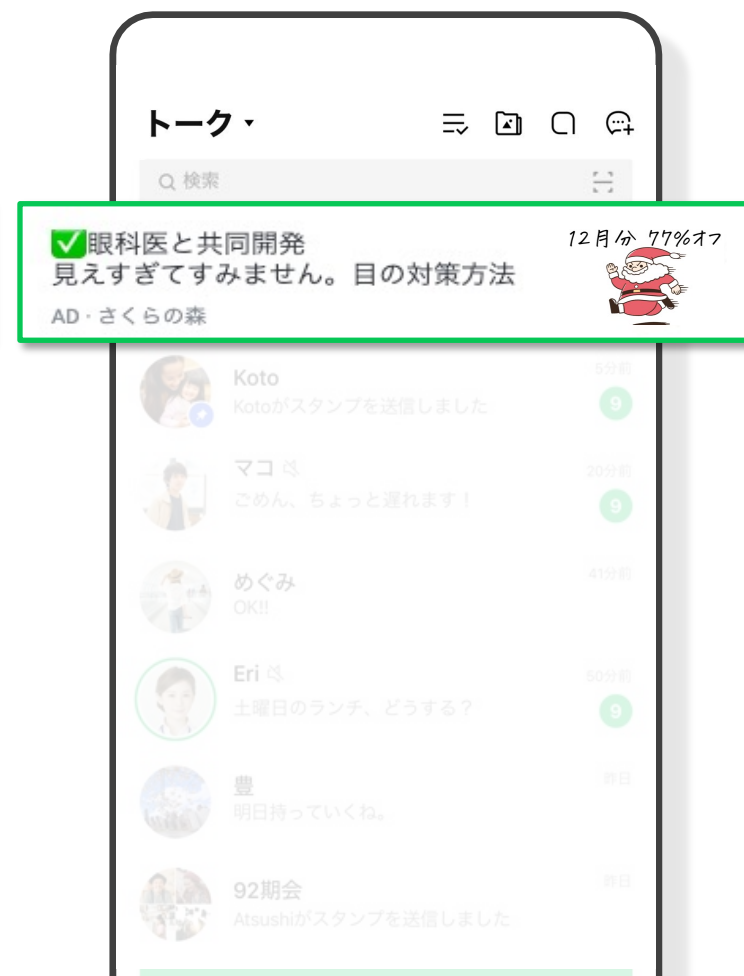 トーク
検索
✅眼科医と共同開発
見えすぎてすみません。目の対策方法
AD・さくらの森
12月分 77%オフ
Koto
5分前
Kotoがスタンプを送信しました
9
マコ
20分前
ごめん、ちょっと遅れます！
9
めぐみ
41分前
OK!!
Eri
50分前
土曜日のランチ、どうする？
9
豊
昨日
明日持っていくね。
92期会
昨日
Atsushiがスタンプを送信しました